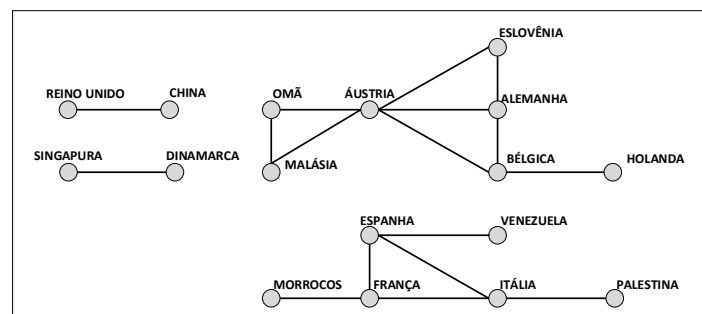 ESLOVÊNIA
REINO UNIDO CHINA OMÃ ÁUSTRIA ALEMANHA
SINGAPURA DINAMARCA MALÁSIA BÉLGICA HOLANDA
ESPANHA VENEZUELA
MORROCOS FRANÇA ITÁLIA PALESTINA